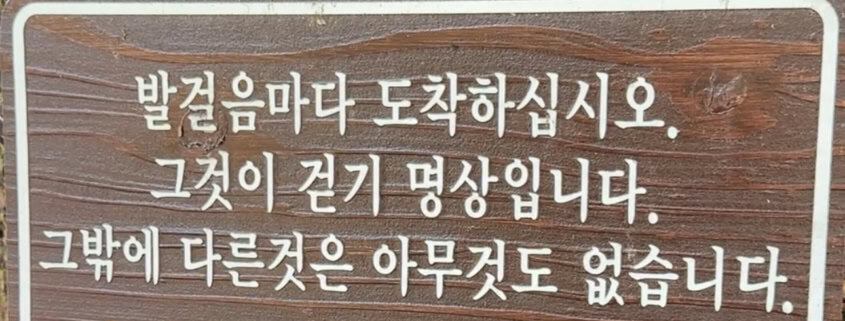 발걸음마다 도착하십시오.
그것이 걷기 명상입니다.
그밖에 다른것은 아무것도 없습니다.